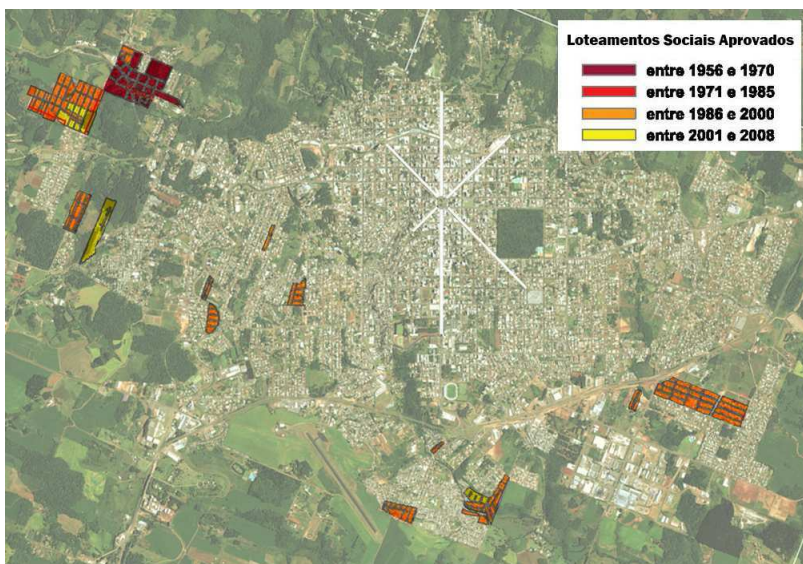 Loteamentos Sociais Aprovados
entre 1956 e 1970
entre 1971 e 1985
entre 1986 e 2000
entre 2001 e 2008